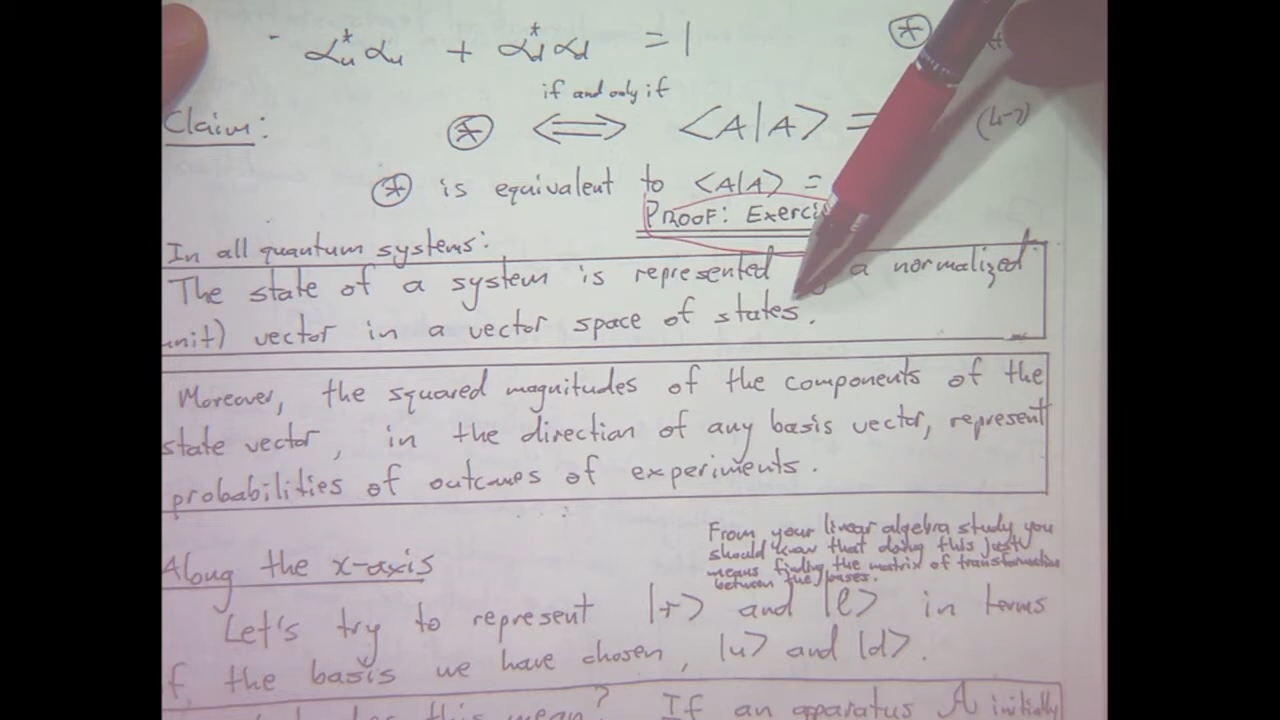 - α*ᵤ αᵤ + α*_d α_d = 1 ⊛
if and only if
Claim: ⊛ ⟺ <A|A> =
⊛ is equivalent to <A|A> =
PROOF:
In all quantum systems:
The state of a system is represented a normalized
vector in a vector space of states.
Moreover, the squared magnitudes of the components of the
state vector, in the direction of any basis vector, represent
probabilities of outcomes of experiments.
From your linear algebra study you
should know that doing this just
means finding the matrix of transformation
between the bases.
Along the x-axis
Let's try to represent |r> and |l> in terms
the basis we have chosen, |u> and |d>.
this mean? If an apparatus A initially